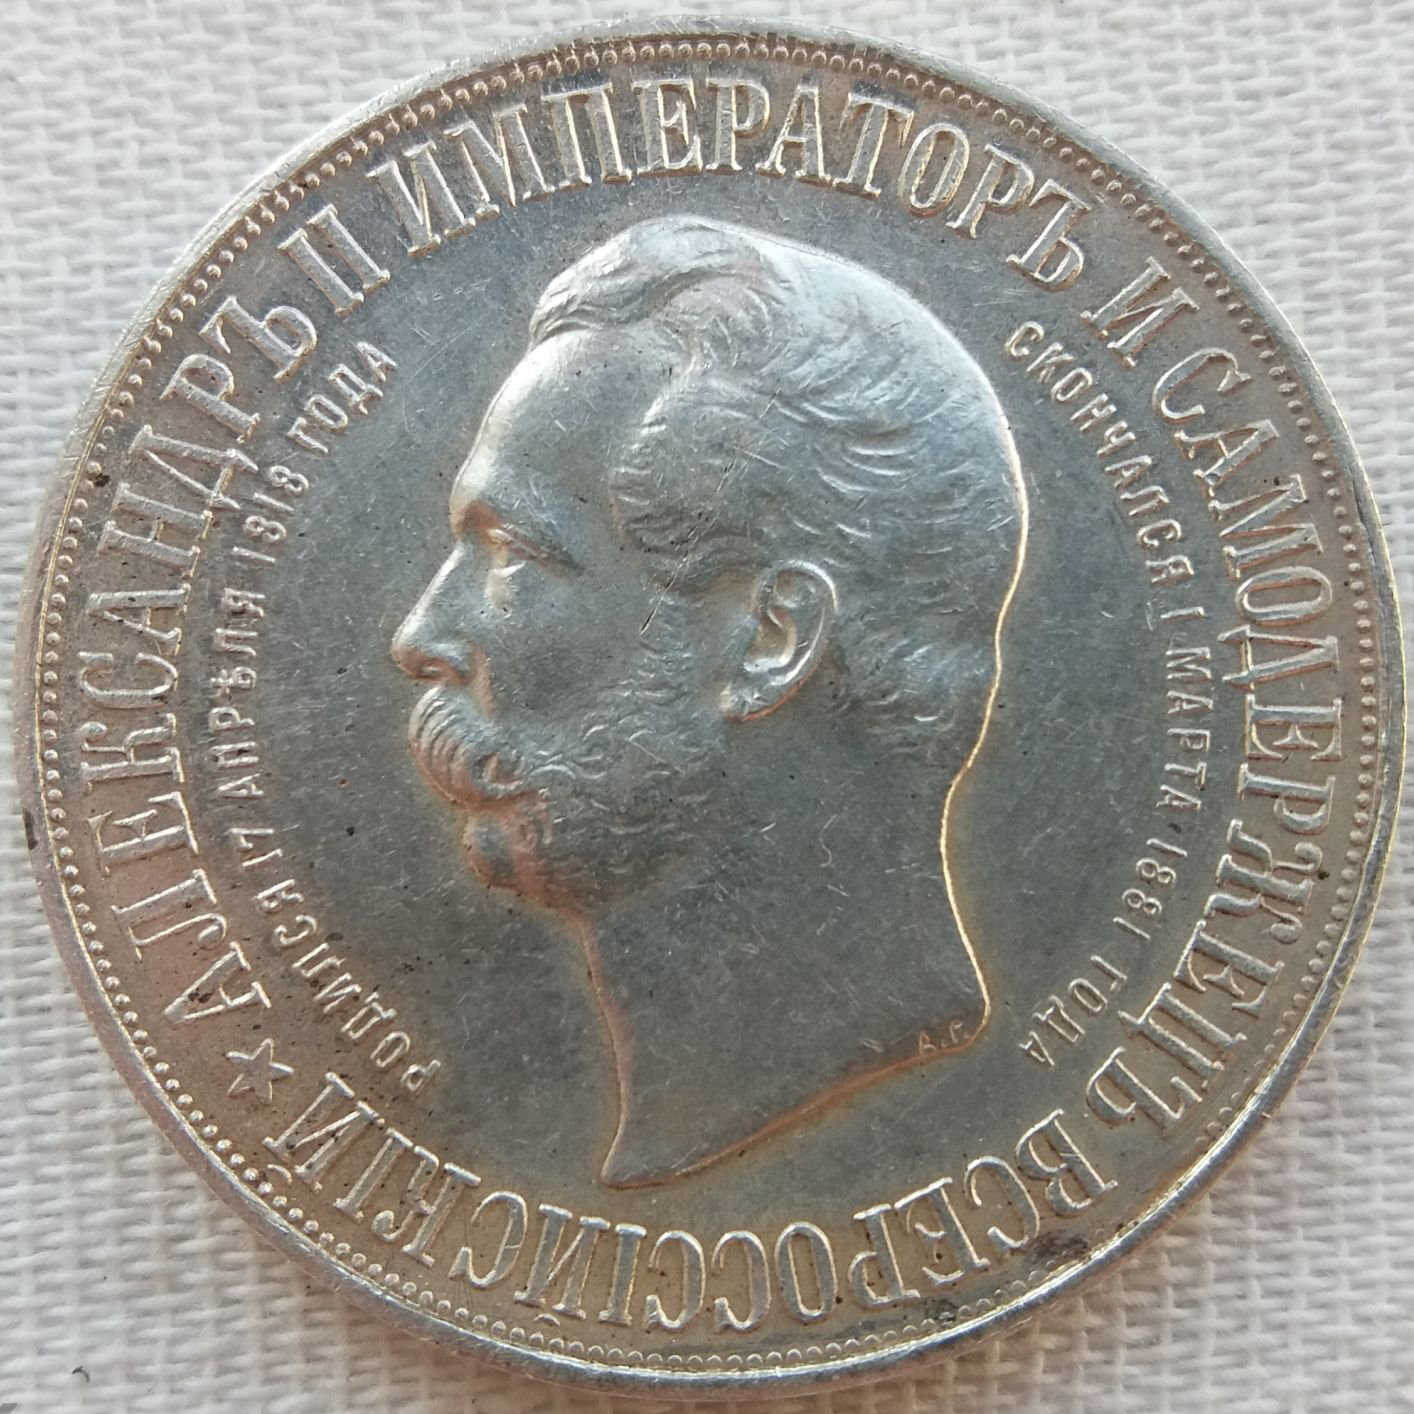 ★ АЛЕКСАНДРЪ II ИМПЕРАТОРЪ И САМОДЕРЖЕЦЪ ВСЕРОССІЙСКІЙ
РОДИЛСЯ 17 АПРѢЛЯ 1818 ГОДА
СКОНЧАЛСЯ 1 МАРТА 1881 ГОДА
А.Г.